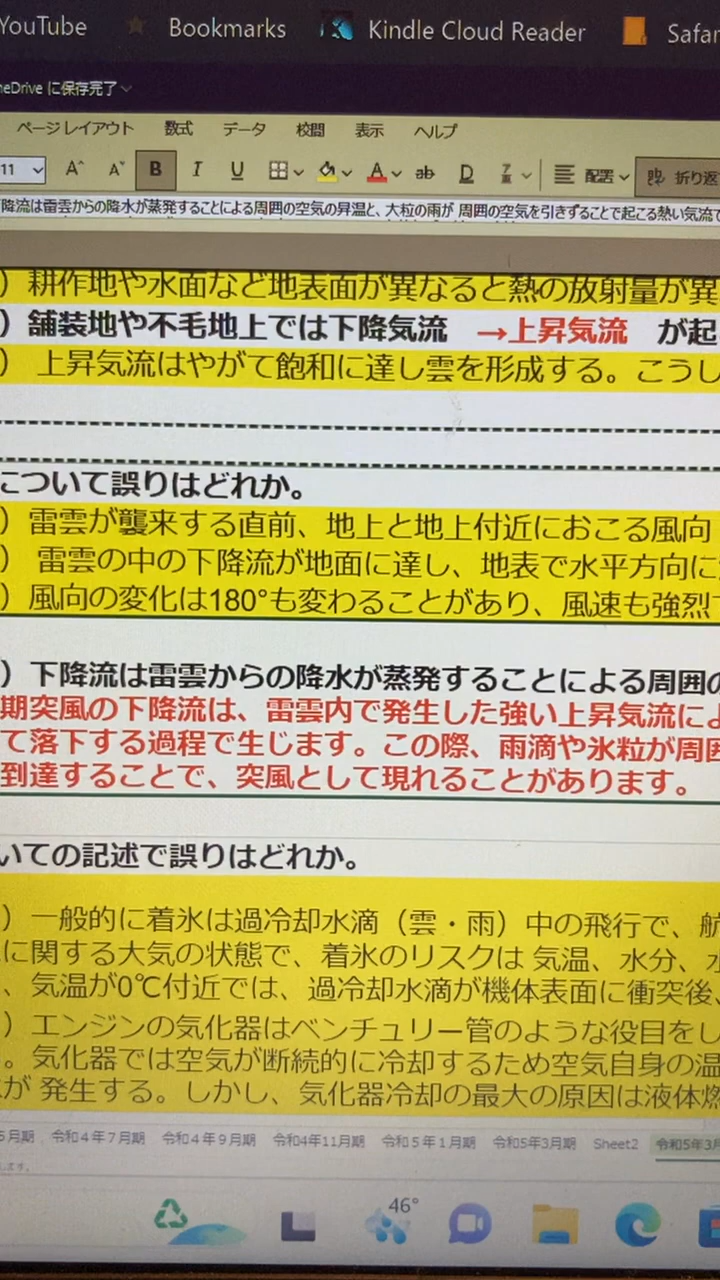 YouTube Bookmarks Kindle Cloud Reader Safar
neDrive に保存完了
ページレイアウト 数式 データ 校閲 表示 ヘルプ
11 A^ A˅ B I U A ab D 配置 折り返
降流は雷雲からの降水が蒸発することによる周囲の空気の昇温と、大粒の雨が 周囲の空気を引きずることで起こる熱い気流で
) 耕作地や水面など地表面が異なると熱の放射量が異
) 舗装地や不毛地上では下降気流 →上昇気流 が起
) 上昇気流はやがて飽和に達し雲を形成する。こうし
について誤りはどれか。
) 雷雲が襲来する直前、地上と地上付近におこる風向
) 雷雲の中の下降流が地面に達し、地表で水平方向に
) 風向の変化は180°も変わることがあり、風速も強烈
) 下降流は雷雲からの降水が蒸発することによる周囲の
期突風の下降流は、雷雲内で発生した強い上昇気流によ
て落下する過程で生じます。この際、雨滴や氷粒が周囲
到達することで、突風として現れることがあります。
いての記述で誤りはどれか。
) 一般的に着氷は過冷却水滴（雲・雨）中の飛行で、航
に関する大気の状態で、着氷のリスクは 気温、水分、水
、気温が0℃付近では、過冷却水滴が機体表面に衝突後、
) エンジンの気化器はベンチュリー管のような役目をし
。気化器では空気が断続的に冷却するため空気自身の温
が 発生する。しかし、気化器冷却の最大の原因は液体燃
5月期 令和４年７月期 令和４年９月期 令和4年11月期 令和５年１月期 令和5年3月期 Sheet2 令和5年3月
します。
46°